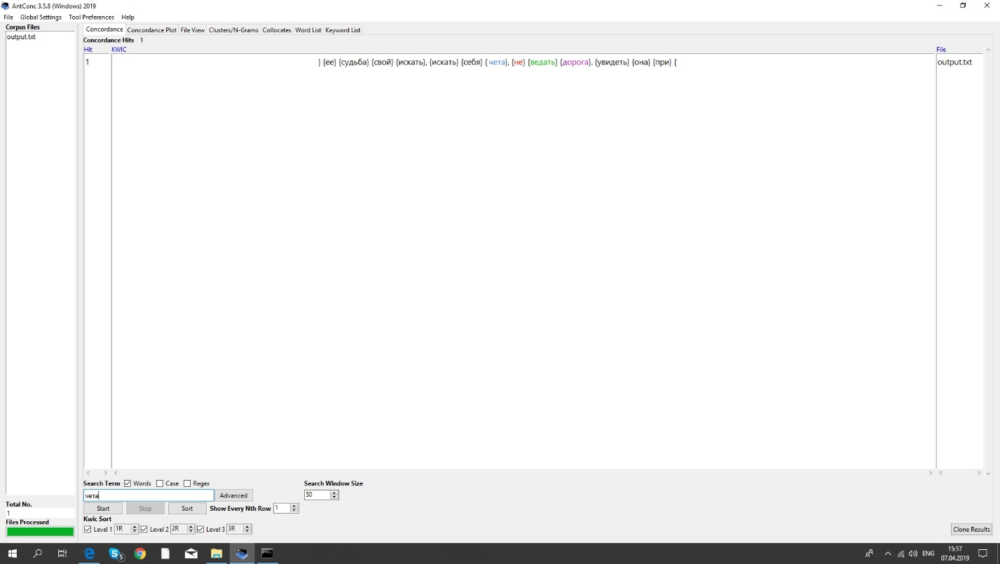 AntConc 3.5.8 (Windows) 2019
File Global Settings Tool Preferences Help
Corpus Files
output.txt
Concordance Concordance Plot File View Clusters/N-Grams Collocates Word List Keyword List
Concordance Hits 1
Hit KWIC File
1 } {ее} {судьба} {свой} {искать}, {искать} {себя} { чета}, {не} {ведать} {дорога}. {увидеть} {она} {при} { output.txt
Search Term Words Case Regex Search Window Size
чета Advanced 50
Start Stop Sort Show Every Nth Row 1
Kwic Sort
Level 1 1R Level 2 2R Level 3 3R
Clone Results
Total No.
1
Files Processed
5
ENG
15:57
07.04.2019